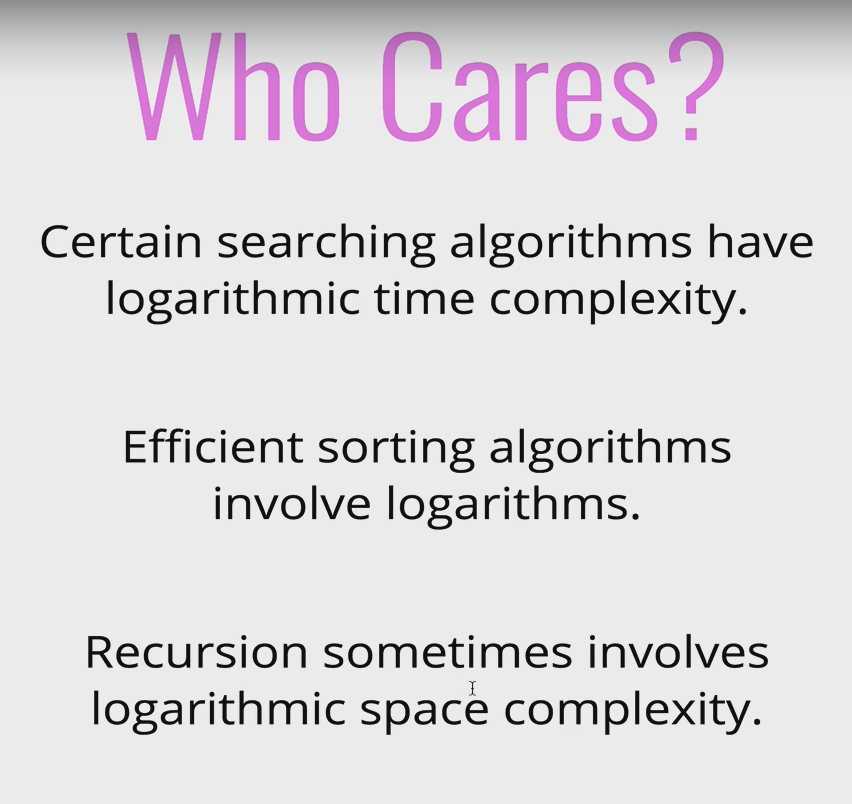 Who Cares?
Certain searching algorithms have
logarithmic time complexity.
Efficient sorting algorithms
involve logarithms.
Recursion sometimes involves
logarithmic space complexity.